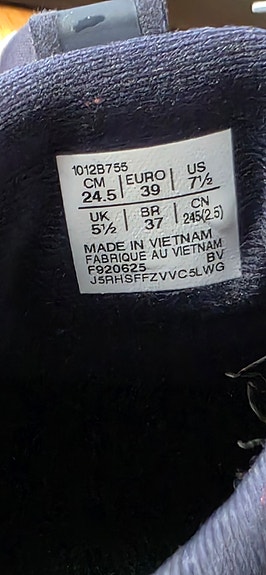 1012B755
CM EURO US
24.5 39 7½
UK BR CN
5½ 37 245(2.5)
MADE IN VIETNAM
FABRIQUE AU VIETNAM
F920625 BV
J5RHSFFZVVC5LWG